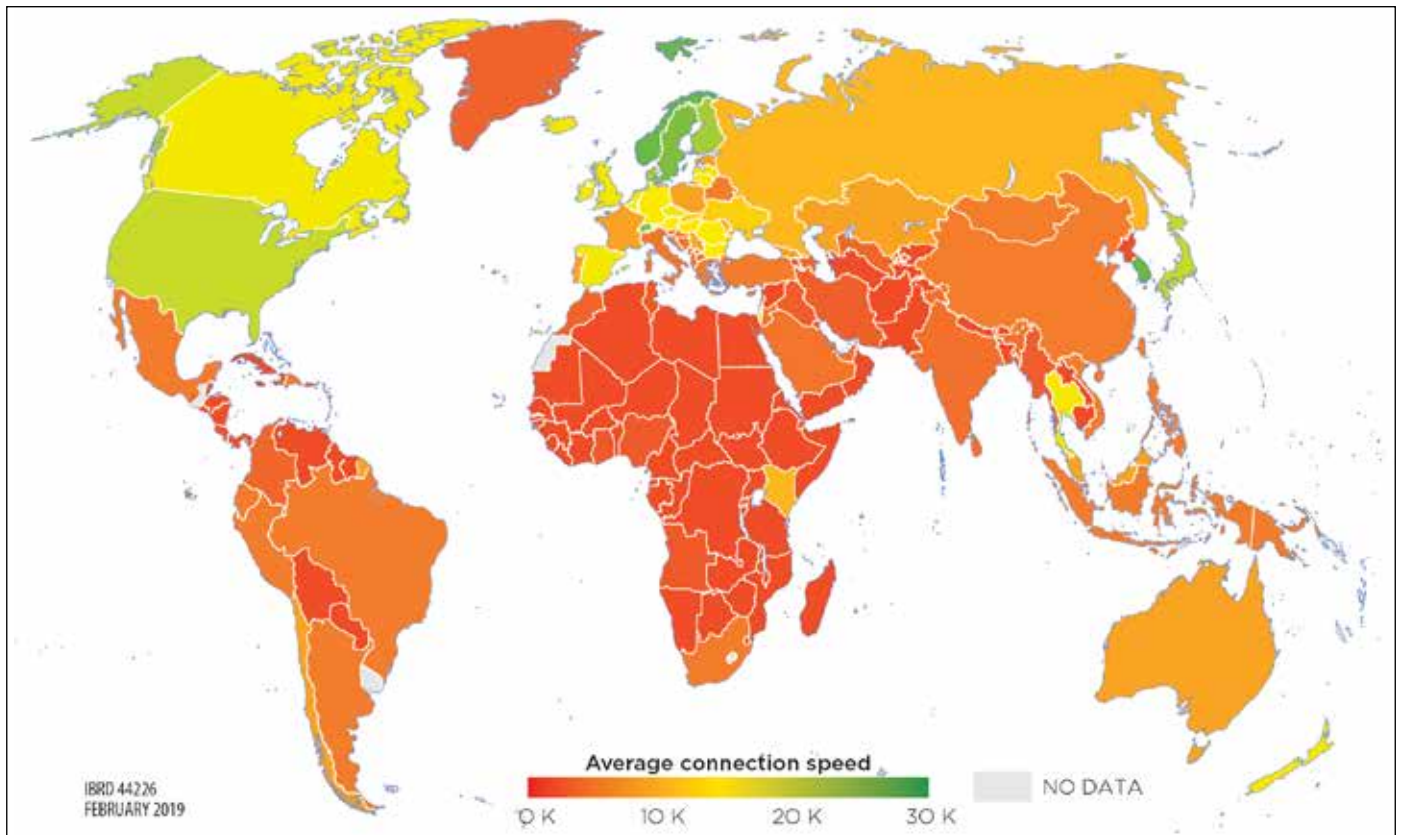 Average connection speed
0 K 10 K 20 K 30 K
NO DATA
IBRD 44226
FEBRUARY 2019